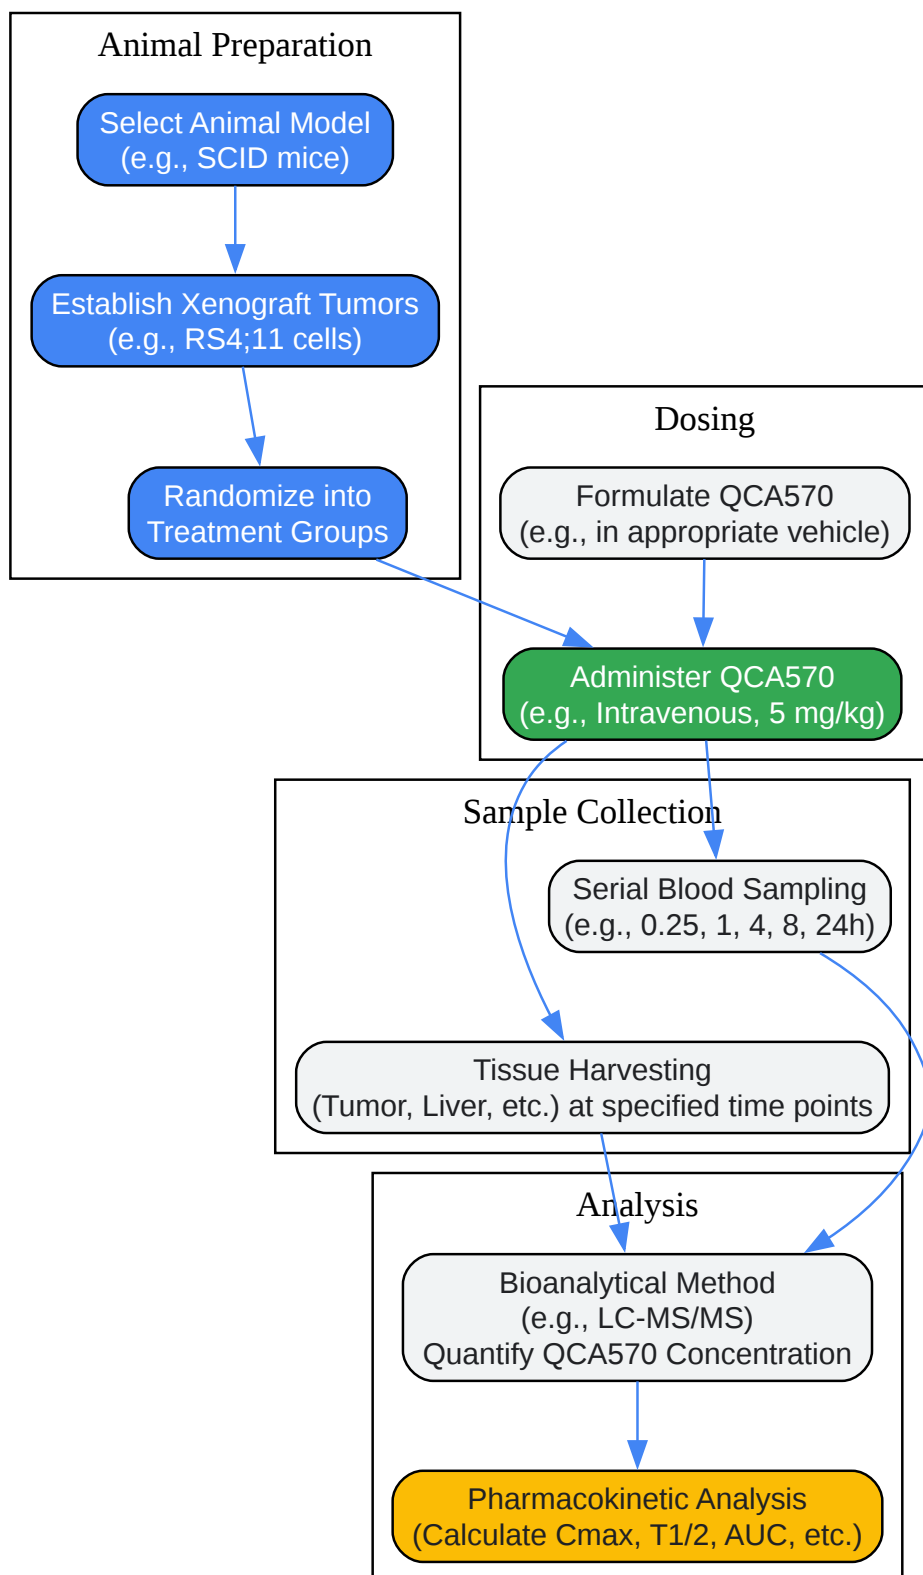 Animal Preparation
Select Animal Model
(e.g., SCID mice)
Establish Xenograft Tumors
(e.g., RS4;11 cells)
Randomize into
Treatment Groups
Dosing
Formulate QCA570
(e.g., in appropriate vehicle)
Administer QCA570
(e.g., Intravenous, 5 mg/kg)
Sample Collection
Serial Blood Sampling
(e.g., 0.25, 1, 4, 8, 24h)
Tissue Harvesting
(Tumor, Liver, etc.) at specified time points
Analysis
Bioanalytical Method
(e.g., LC-MS/MS)
Quantify QCA570 Concentration
Pharmacokinetic Analysis
(Calculate Cmax, T1/2, AUC, etc.)